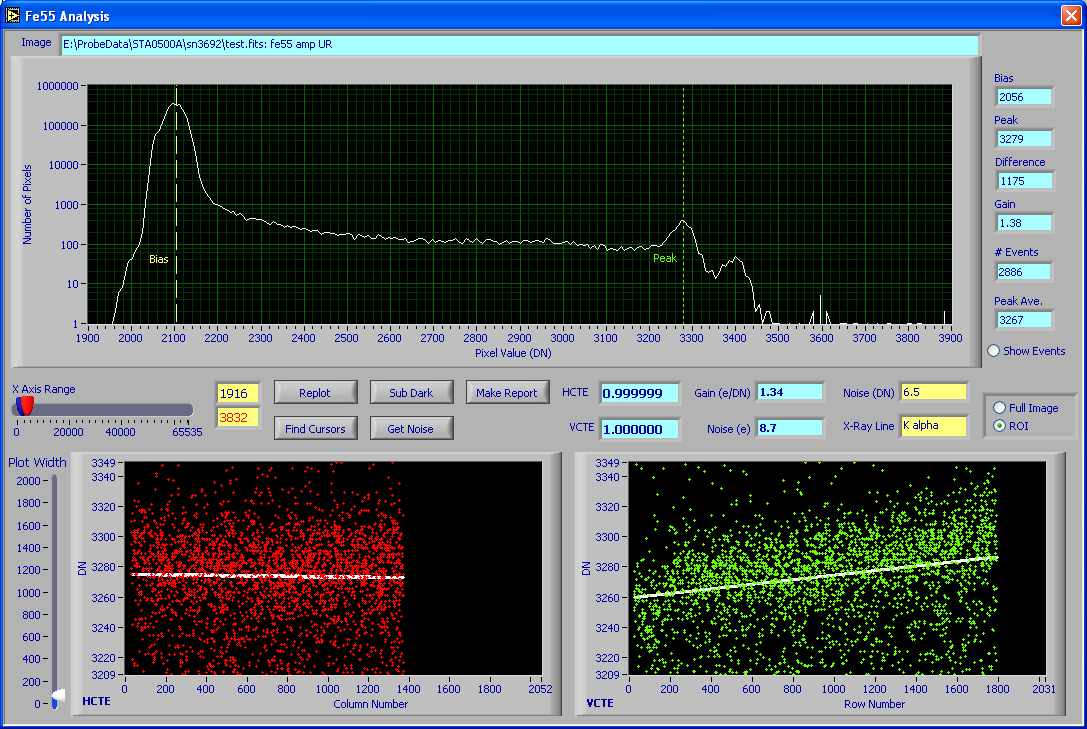 Fe55 Analysis
Image E:\ProbeData\STA0500A\sn3692\test.fits: fe55 amp UR
Number of Pixels
1000000
100000
10000
1000
100
10
1
Bias
Peak
1900 2000 2100 2200 2300 2400 2500 2600 2700 2800 2900 3000 3100 3200 3300 3400 3500 3600 3700 3800 3900
Pixel Value (DN)
Bias
2056
Peak
3279
Difference
1175
Gain
1.38
# Events
2886
Peak Ave.
3267
Show Events
X Axis Range
0 20000 40000 65535
1916
3832
Replot Sub Dark Make Report
Find Cursors Get Noise
HCTE 0.999999 Gain (e/DN) 1.34 Noise (DN) 6.5
VCTE 1.000000 Noise (e) 8.7 X-Ray Line K alpha
Full Image
ROI
Plot Width
2000
1800
1600
1400
1200
1000
800
600
400
200
0
DN
3349
3340
3320
3300
3280
3260
3240
3220
3209
0 200 400 600 800 1000 1200 1400 1600 1800 2052
HCTE Column Number
DN
3349
3340
3320
3300
3280
3260
3240
3220
3209
0 200 400 600 800 1000 1200 1400 1600 1800 2031
VCTE Row Number